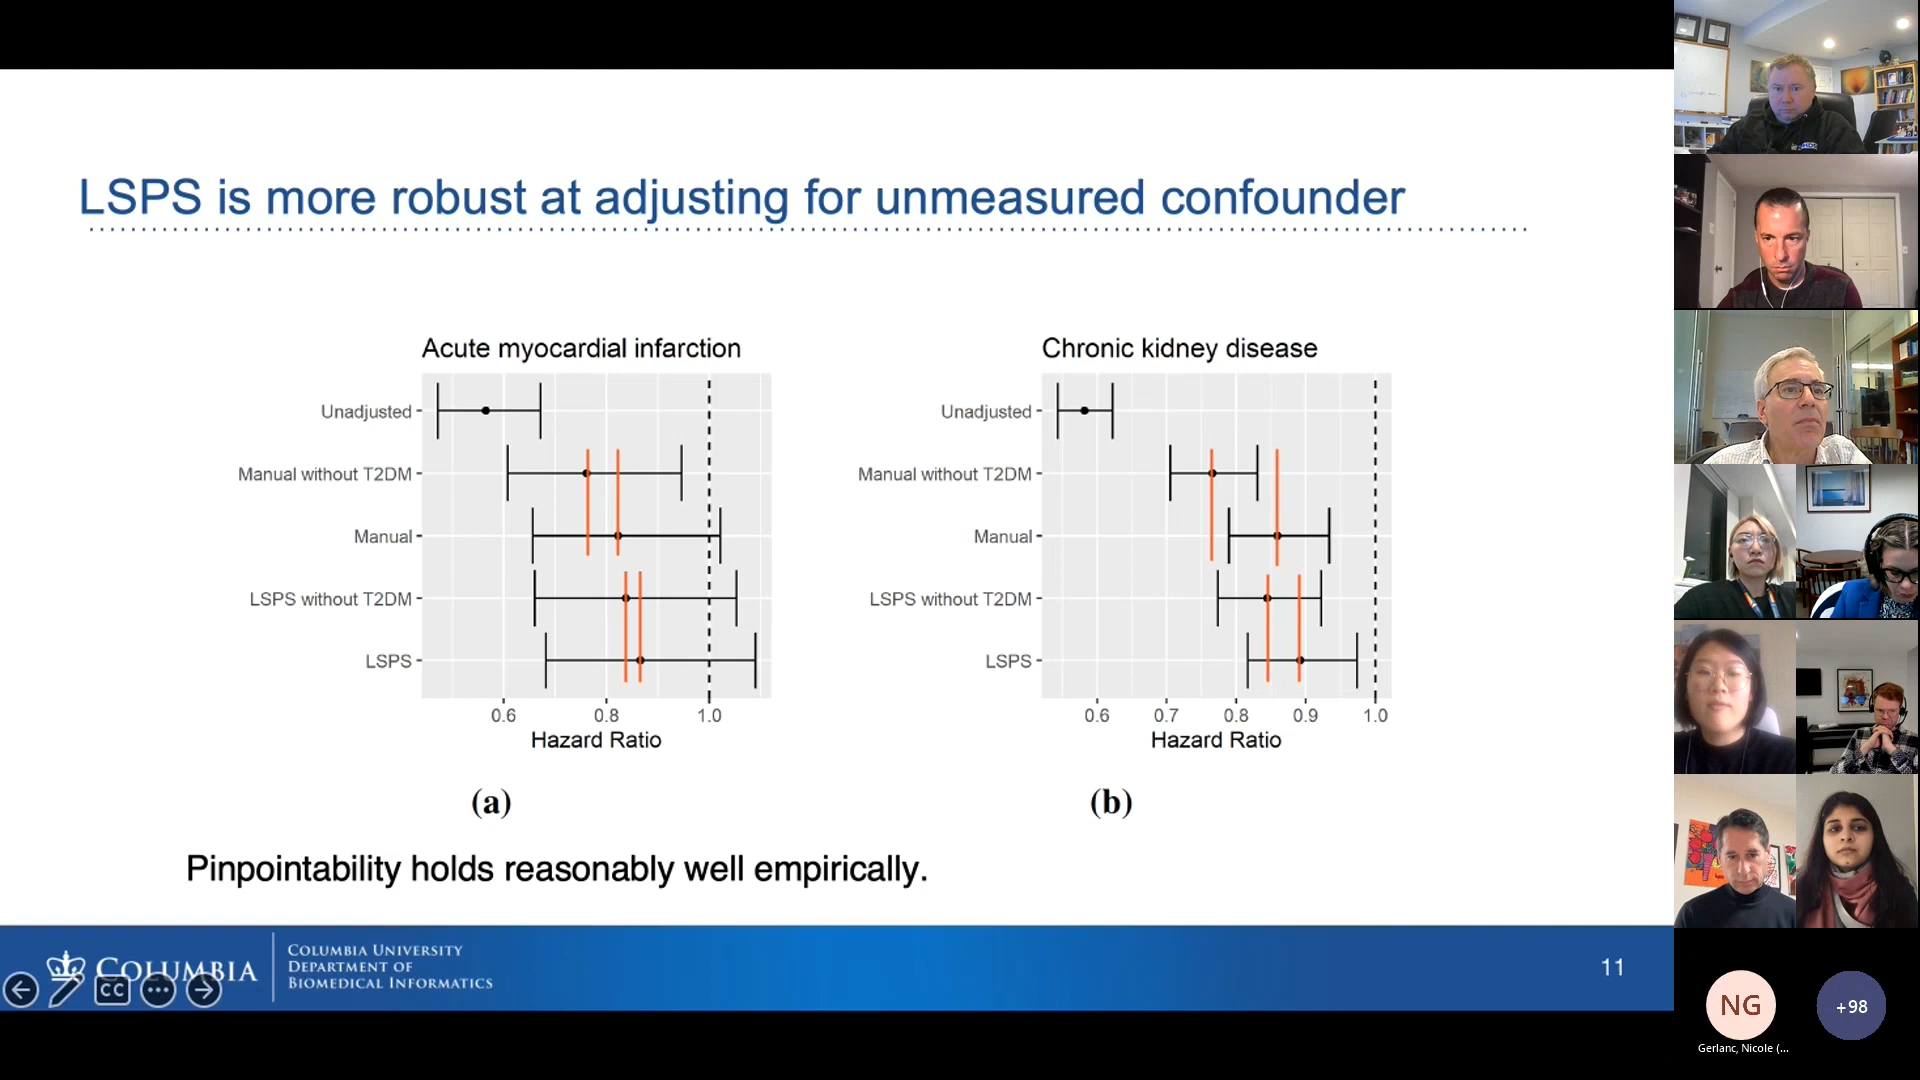 LSPS is more robust at adjusting for unmeasured confounder
Acute myocardial infarction
Unadjusted
Manual without T2DM
Manual
LSPS without T2DM
LSPS
0.6 0.8 1.0
Hazard Ratio
(a)
Chronic kidney disease
Unadjusted
Manual without T2DM
Manual
LSPS without T2DM
LSPS
0.6 0.7 0.8 0.9 1.0
Hazard Ratio
(b)
Pinpointability holds reasonably well empirically.
COLUMBIA
COLUMBIA UNIVERSITY
DEPARTMENT OF
BIOMEDICAL INFORMATICS
CC
11
NG
+98
Gerlanc, Nicole (...